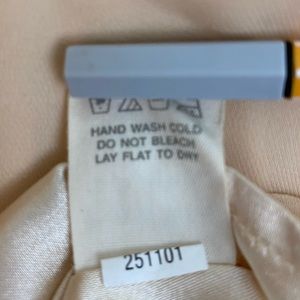 HAND WASH COLD
DO NOT BLEACH
LAY FLAT TO DRY
251101